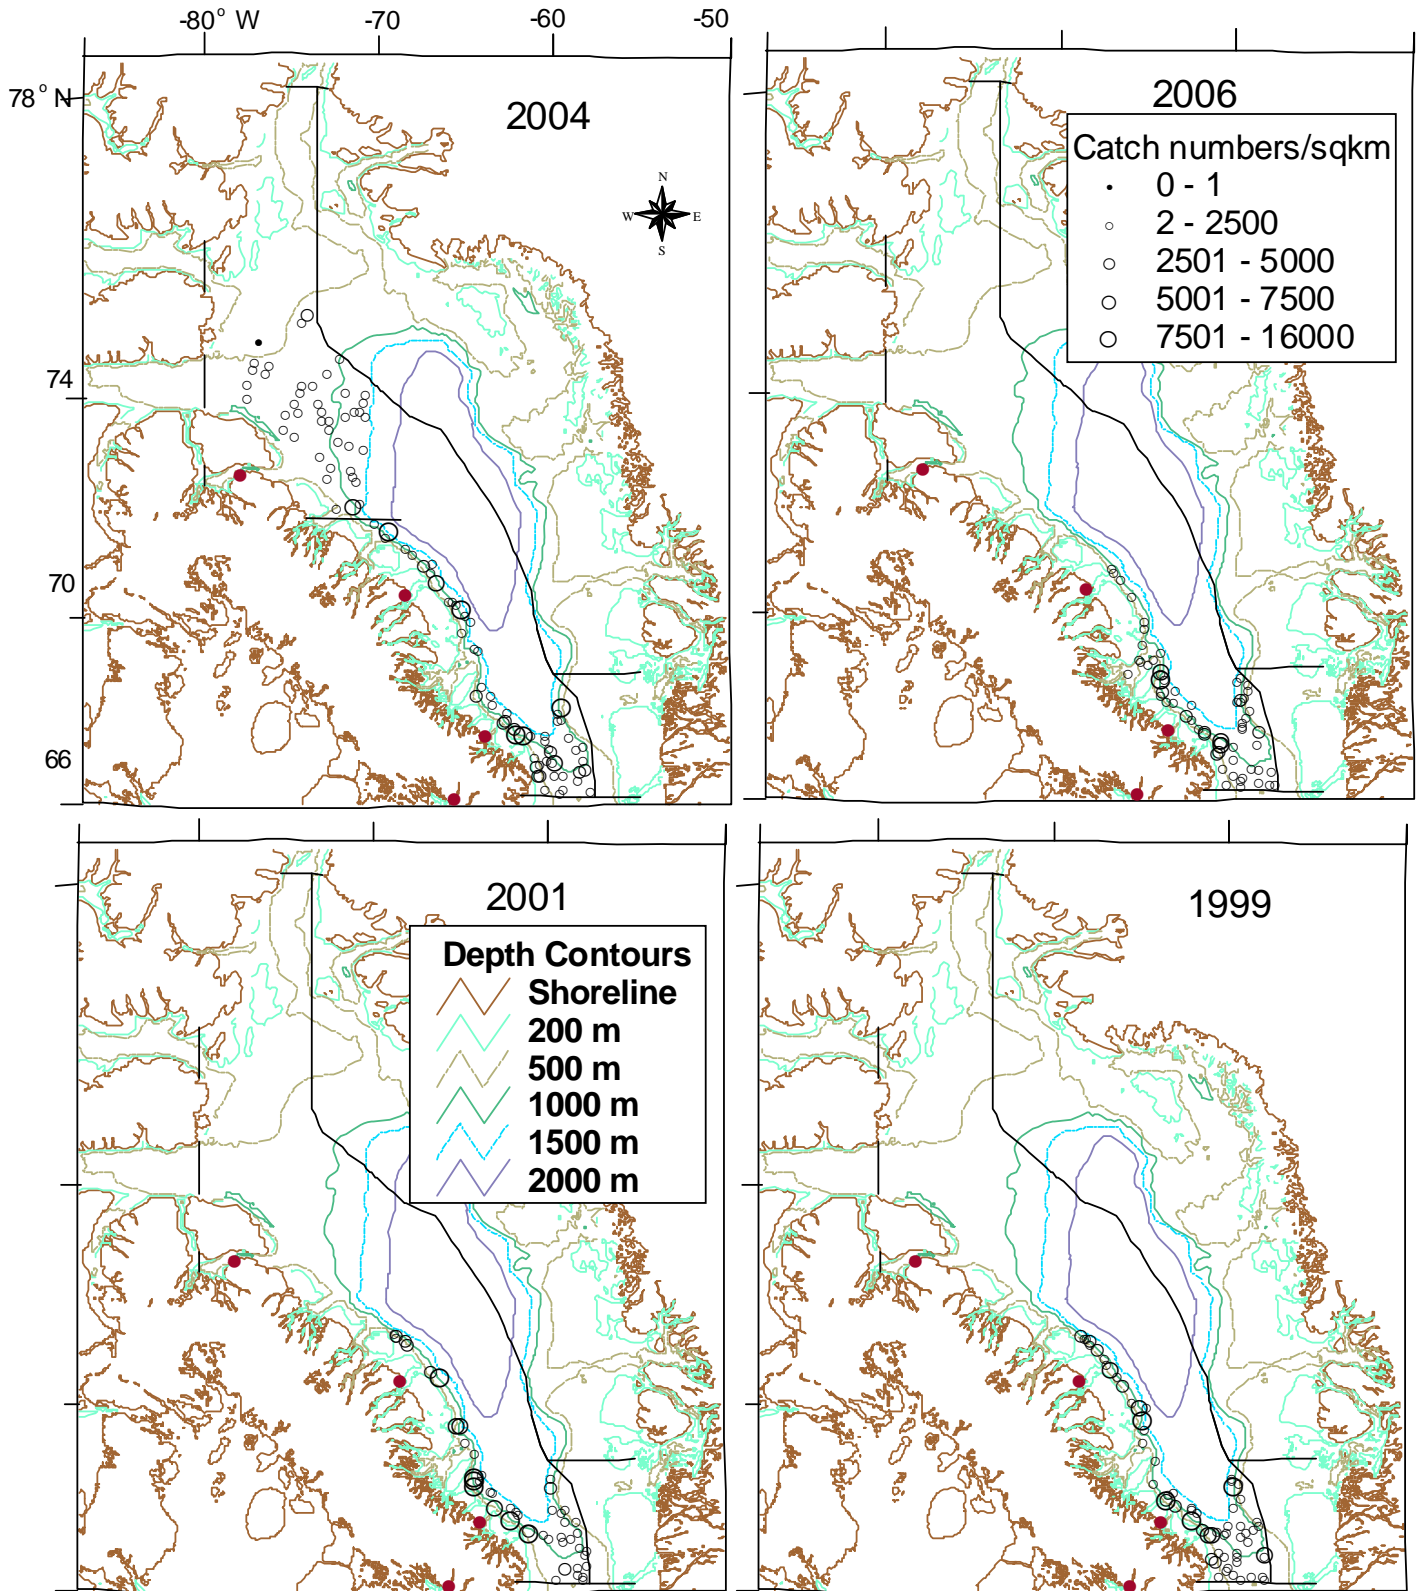 -80° W
-70
-60
-50
78° N
74
70
66
2004
N
W E
S
2006
Catch numbers/sqkm
0 - 1
2 - 2500
2501 - 5000
5001 - 7500
7501 - 16000
2001
Depth Contours
Shoreline
200 m
500 m
1000 m
1500 m
2000 m
1999